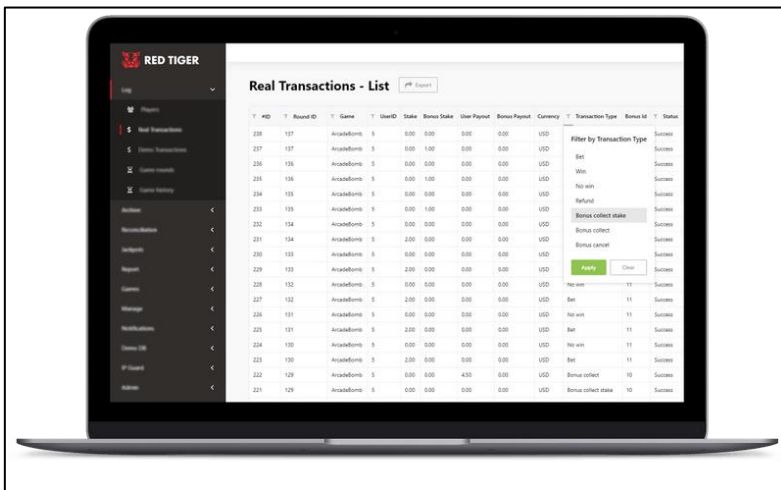 RED TIGER
Log
Players
Real Transactions
Demo Transactions
Game rounds
Game history
Archive
Reconciliation
Jackpots
Report
Games
Manage
Notifications
Demo DB
IP Guard
Admin
Real Transactions - List Export
#ID Round ID Game UserID Stake Bonus Stake User Payout Bonus Payout Currency Transaction Type Bonus Id Status
238 137 ArcadeBomb 5 0.00 0.00 0.00 0.00 USD Success
237 137 ArcadeBomb 5 0.00 1.00 0.00 0.00 USD Success
236 136 ArcadeBomb 5 0.00 0.00 0.00 0.00 USD Success
235 136 ArcadeBomb 5 0.00 1.00 0.00 0.00 USD Success
234 135 ArcadeBomb 5 0.00 0.00 0.00 0.00 USD Success
233 135 ArcadeBomb 5 0.00 1.00 0.00 0.00 USD Success
232 134 ArcadeBomb 5 0.00 0.00 0.00 0.00 USD Success
231 134 ArcadeBomb 5 2.00 0.00 0.00 0.00 USD Success
230 133 ArcadeBomb 5 0.00 0.00 0.00 0.00 USD Success
229 133 ArcadeBomb 5 2.00 0.00 0.00 0.00 USD Success
228 132 ArcadeBomb 5 0.00 0.00 0.00 0.00 USD No win 11 Success
227 132 ArcadeBomb 5 2.00 0.00 0.00 0.00 USD Bet 11 Success
226 131 ArcadeBomb 5 0.00 0.00 0.00 0.00 USD No win 11 Success
225 131 ArcadeBomb 5 2.00 0.00 0.00 0.00 USD Bet 11 Success
224 130 ArcadeBomb 5 0.00 0.00 0.00 0.00 USD No win 11 Success
223 130 ArcadeBomb 5 2.00 0.00 0.00 0.00 USD Bet 11 Success
222 129 ArcadeBomb 5 0.00 0.00 4.50 0.00 USD Bonus collect 10 Success
221 129 ArcadeBomb 5 0.00 0.00 0.00 0.00 USD Bonus collect stake 10 Success
Filter by Transaction Type
Bet
Win
No win
Refund
Bonus collect stake
Bonus collect
Bonus cancel
Apply Clear